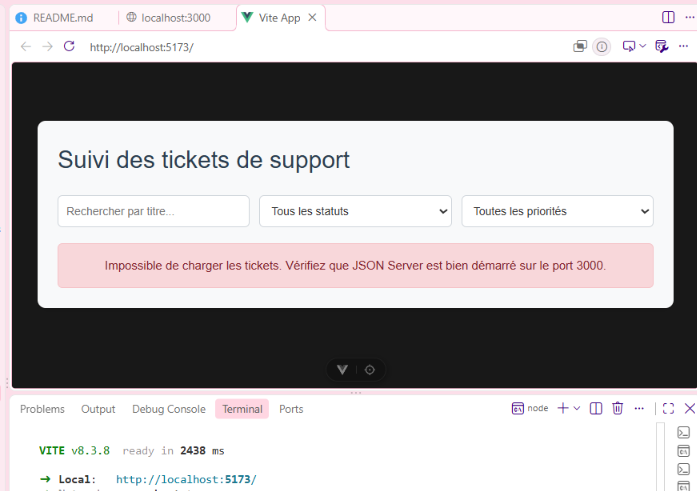 README.md
localhost:3000
Vite App
http://localhost:5173/
Suivi des tickets de support
Rechercher par titre...
Tous les statuts
Toutes les priorités
Impossible de charger les tickets. Vérifiez que JSON Server est bien démarré sur le port 3000.
Problems
Output
Debug Console
Terminal
Ports
node
VITE v8.3.8 ready in 2438 ms
➜ Local: http://localhost:5173/